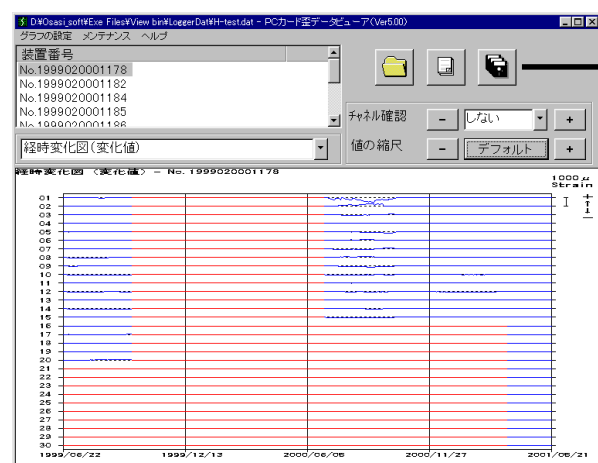 D:¥Osasi_soft¥Exe Files¥View bin¥LoggerDat¥H-test.dat - PCカード歪データビューア(Ver5.00)
グラフの設定 メンテナンス ヘルプ
装置番号
No.1999020001178
No.1999020001182
No.1999020001184
No.1999020001185
No.1999020001186
チャネル確認 - しない +
経時変化図(変化値)
値の縮尺 - デフォルト +
経時変化図 (変化値) - No. 1999020001178
1000μ
Strain
01
02
03
04
05
06
07
08
09
10
11
12
13
14
15
16
17
18
19
20
21
22
23
24
25
26
27
28
29
30
+
↑
↓
-
1999/06/22 1999/12/13 2000/06/05 2000/11/27 2001/05/21